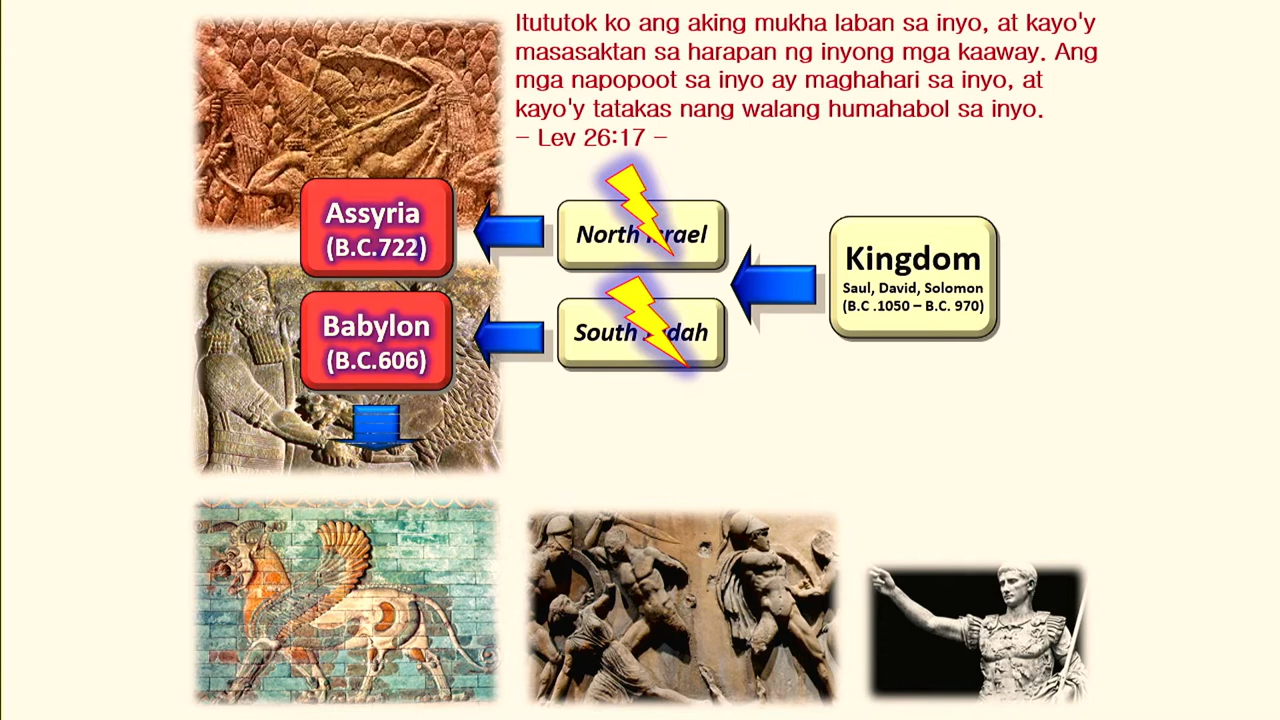 Itututok ko ang aking mukha laban sa inyo, at kayo'y
masasaktan sa harapan ng inyong mga kaaway. Ang
mga napopoot sa inyo ay maghahari sa inyo, at
kayo'y tatakas nang walang humahabol sa inyo.
– Lev 26:17 –
Assyria
(B.C.722)
North Israel
Kingdom
Saul, David, Solomon
(B.C .1050 – B.C. 970)
Babylon
(B.C.606)
South Judah